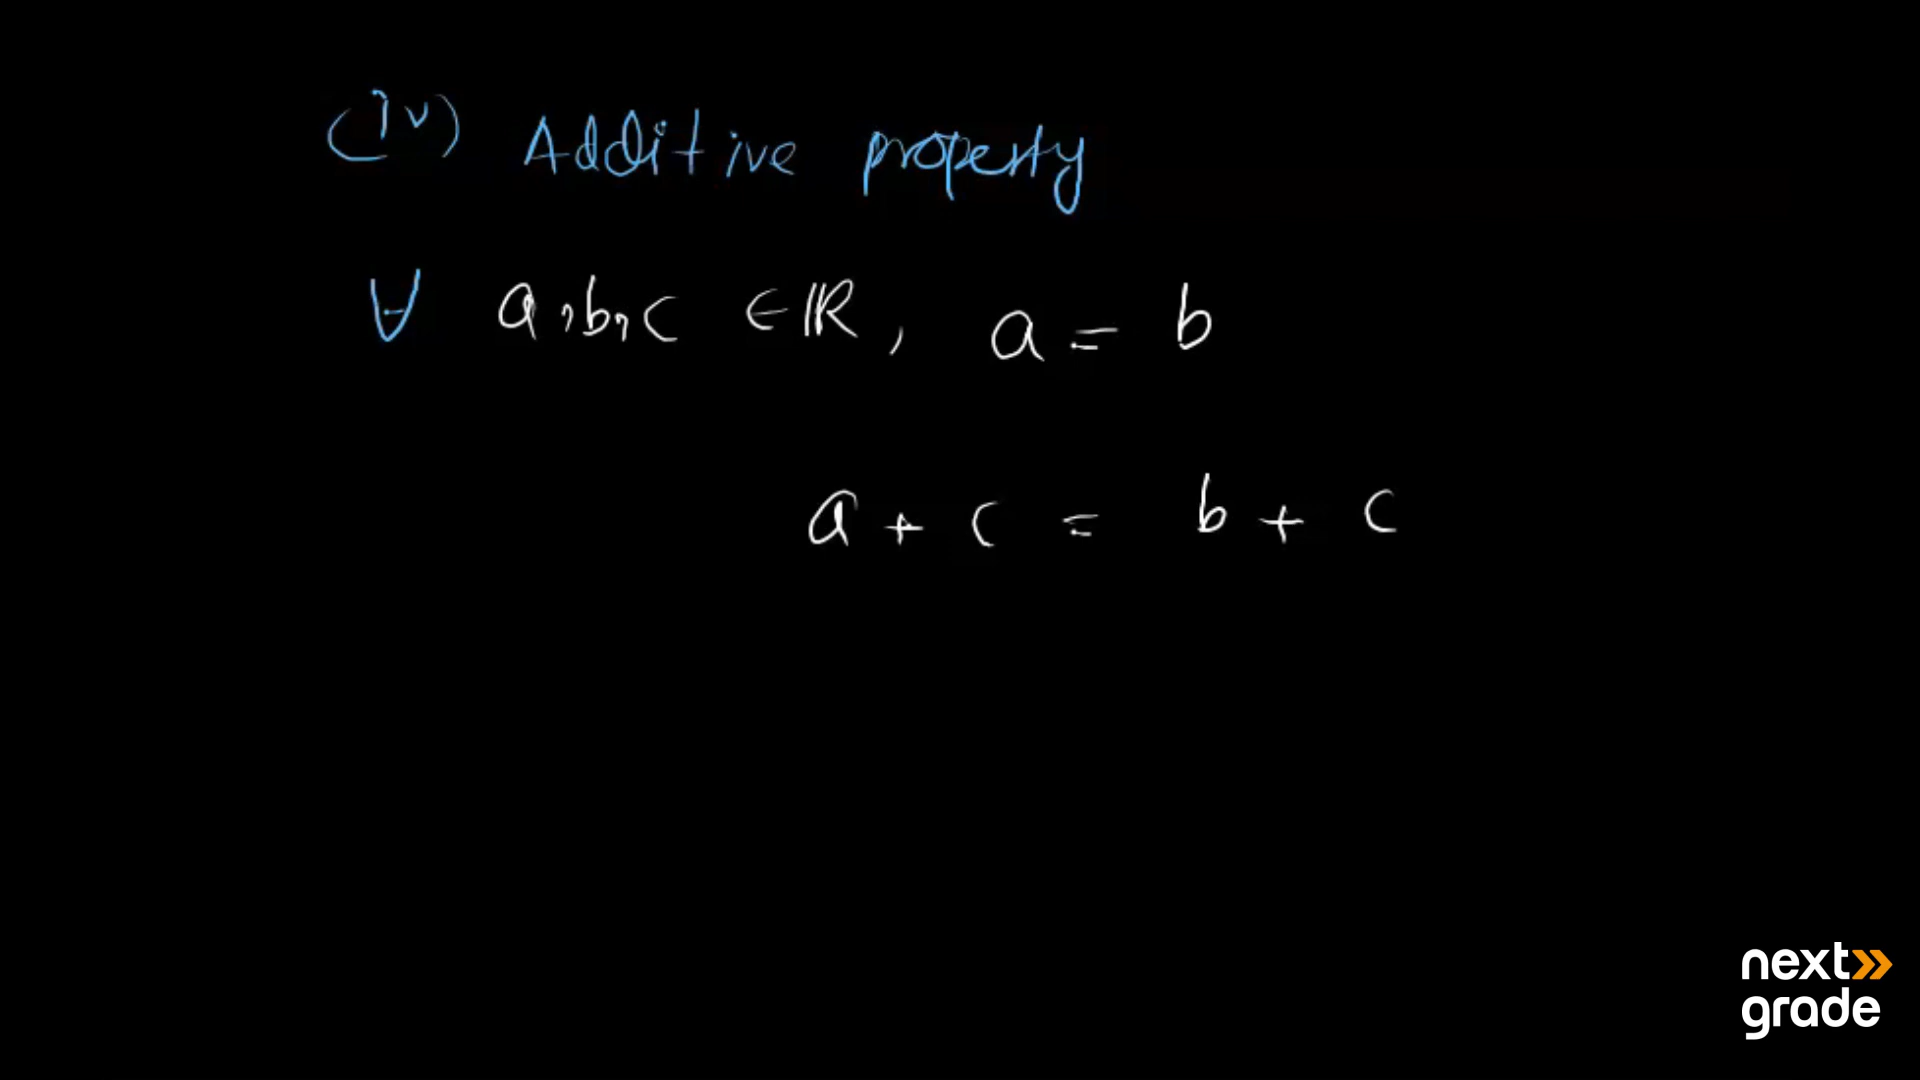 (iv) Additive property
∀ a, b, c ∈ ℝ, a = b
a + c = b + c
next
grade